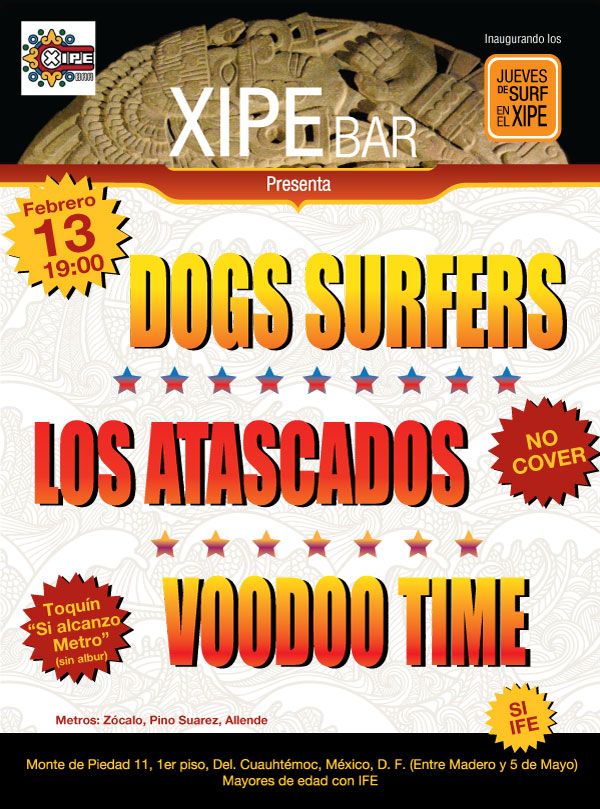 XIPE
BAR
Inaugurando los
JUEVES
DE SURF
EN
EL XIPE
XIPE BAR
Presenta
Febrero
13
19:00
DOGS SURFERS
LOS ATASCADOS
NO
COVER
VOODOO TIME
Toquín
“Si alcanzo
Metro”
(sin albur)
SI
IFE
Metros: Zócalo, Pino Suarez, Allende
Monte de Piedad 11, 1er piso, Del. Cuauhtémoc, México, D. F. (Entre Madero y 5 de Mayo)
Mayores de edad con IFE